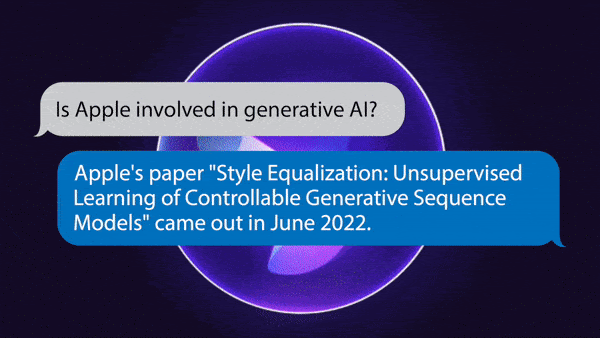 Is Apple involved in generative AI?
Apple's paper "Style Equalization: Unsupervised
Learning of Controllable Generative Sequence
Models" came out in June 2022.